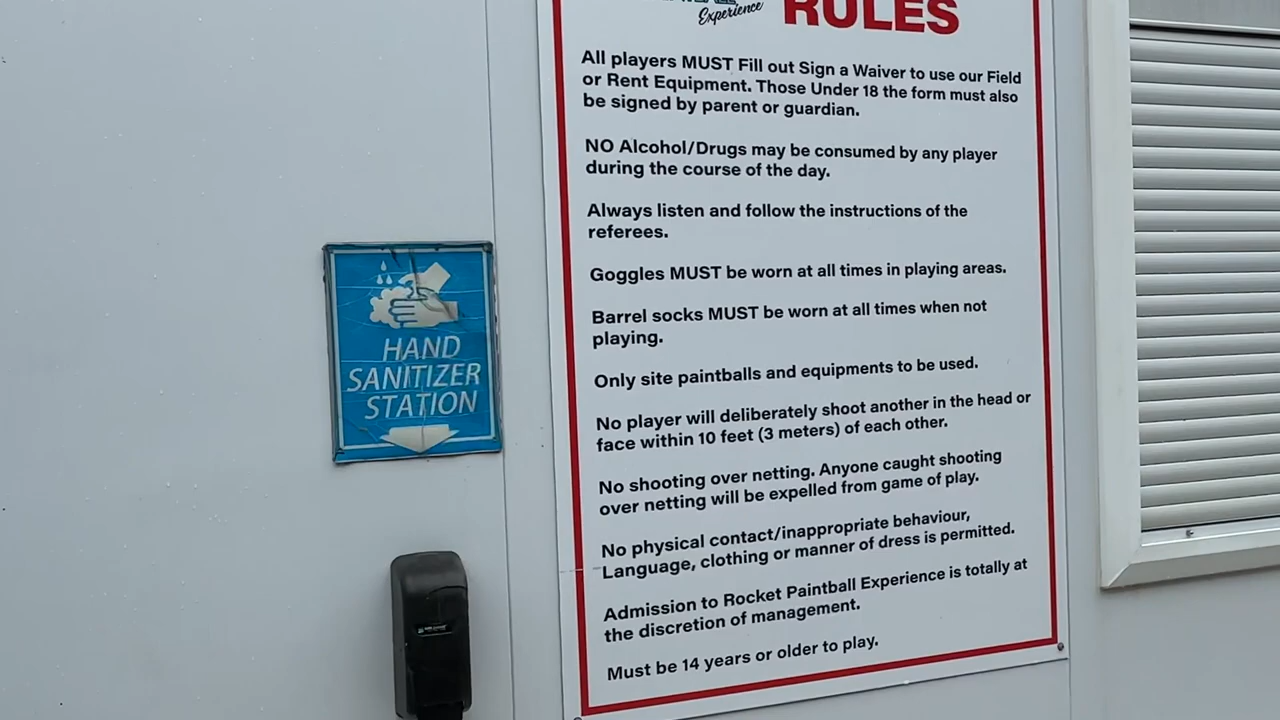 Experience
RULES
All players MUST Fill out Sign a Waiver to use our Field
or Rent Equipment. Those Under 18 the form must also
be signed by parent or guardian.
NO Alcohol/Drugs may be consumed by any player
during the course of the day.
Always listen and follow the instructions of the
referees.
Goggles MUST be worn at all times in playing areas.
Barrel socks MUST be worn at all times when not
playing.
Only site paintballs and equipments to be used.
No player will deliberately shoot another in the head or
face within 10 feet (3 meters) of each other.
No shooting over netting. Anyone caught shooting
over netting will be expelled from game of play.
No physical contact/inappropriate behaviour,
Language, clothing or manner of dress is permitted.
Admission to Rocket Paintball Experience is totally at
the discretion of management.
Must be 14 years or older to play.
HAND
SANITIZER
STATION